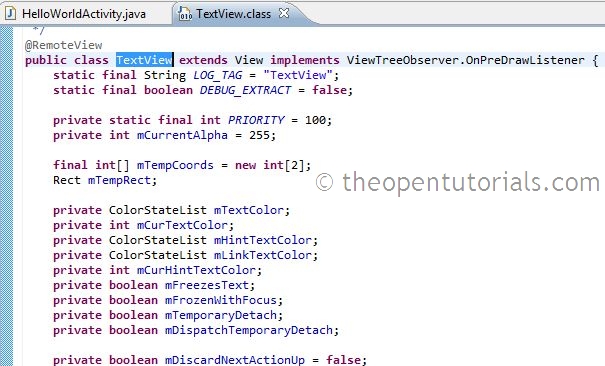 HelloWorldActivity.java TextView.class
*/
@RemoteView
public class TextView extends View implements ViewTreeObserver.OnPreDrawListener {
static final String LOG_TAG = "TextView";
static final boolean DEBUG_EXTRACT = false;
private static final int PRIORITY = 100;
private int mCurrentAlpha = 255;
final int[] mTempCoords = new int[2];
Rect mTempRect;
© theopentutorials.com
private ColorStateList mTextColor;
private int mCurTextColor;
private ColorStateList mHintTextColor;
private ColorStateList mLinkTextColor;
private int mCurHintTextColor;
private boolean mFreezesText;
private boolean mFrozenWithFocus;
private boolean mTemporaryDetach;
private boolean mDispatchTemporaryDetach;
private boolean mDiscardNextActionUp = false;